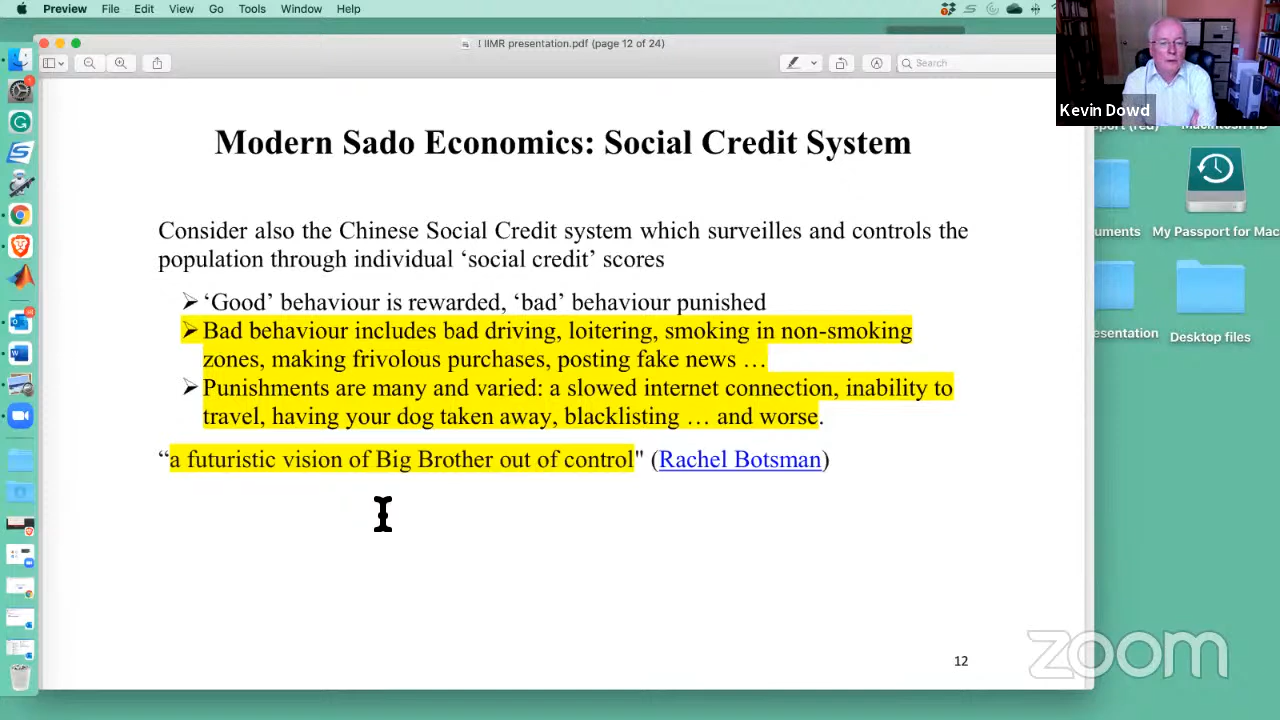 Preview File Edit View Go Tools Window Help
! IIMR presentation.pdf (page 12 of 24)
Search
Kevin Dowd
Modern Sado Economics: Social Credit System
Consider also the Chinese Social Credit system which surveilles and controls the
population through individual ‘social credit’ scores
➢ ‘Good’ behaviour is rewarded, ‘bad’ behaviour punished
➢ Bad behaviour includes bad driving, loitering, smoking in non-smoking
zones, making frivolous purchases, posting fake news …
➢ Punishments are many and varied: a slowed internet connection, inability to
travel, having your dog taken away, blacklisting … and worse.
“a futuristic vision of Big Brother out of control" (Rachel Botsman)
12
My Passport for Mac
Desktop files
zoom